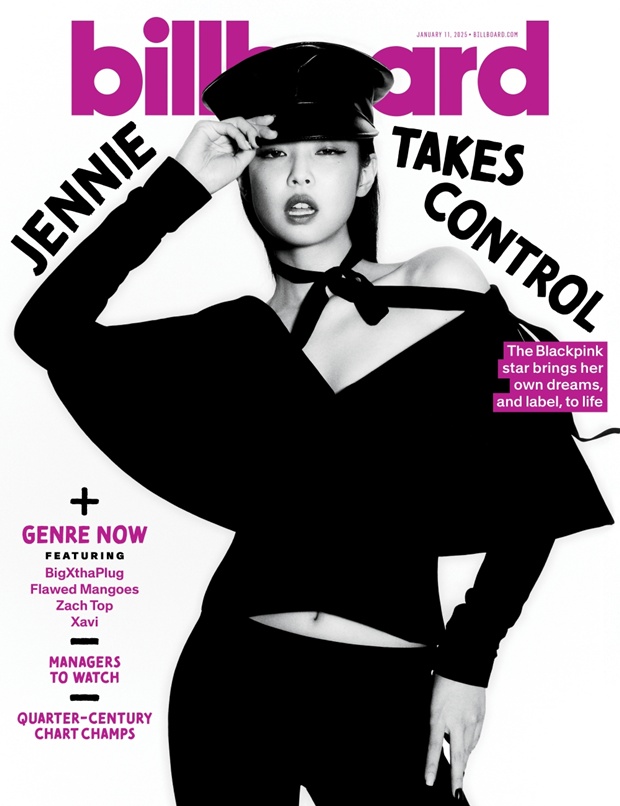 JANUARY 11, 2025 • BILLBOARD.COM
billboard
JENNIE
TAKES
CONTROL
The Blackpink
star brings her
own dreams,
and label, to life
+
GENRE NOW
FEATURING
BigXthaPlug
Flawed Mangoes
Zach Top
Xavi
MANAGERS
TO WATCH
QUARTER-CENTURY
CHART CHAMPS